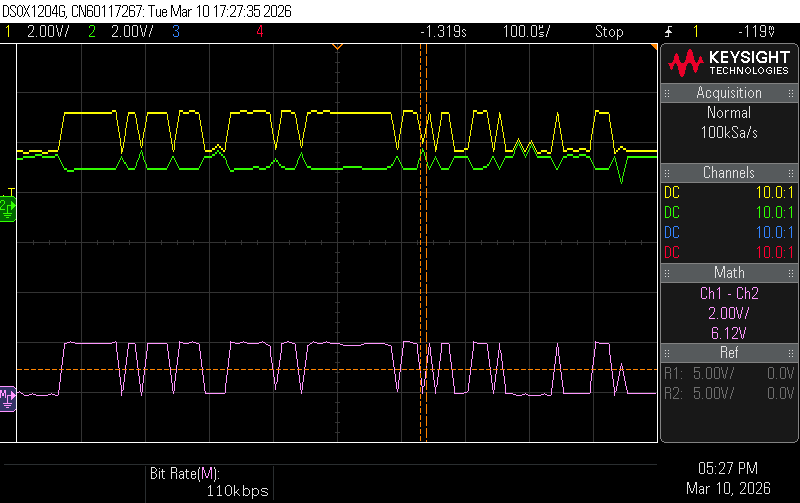 DSOX1204G, CN60117267: Tue Mar 10 17:27:35 2026
1 2.00V/ 2 2.00V/ 3 4 -1.319s 100.0s/ Stop 1 -119
KEYSIGHT
TECHNOLOGIES
Acquisition
Normal
100kSa/s
Channels
DC 10.0:1
DC 10.0:1
DC 10.0:1
DC 10.0:1
Math
Ch1 - Ch2
2.00V/
6.12V
Ref
R1: 5.00V/ 0.0V
R2: 5.00V/ 0.0V
T
2
M
Bit Rate(M):
110kbps
05:27 PM
Mar 10, 2026